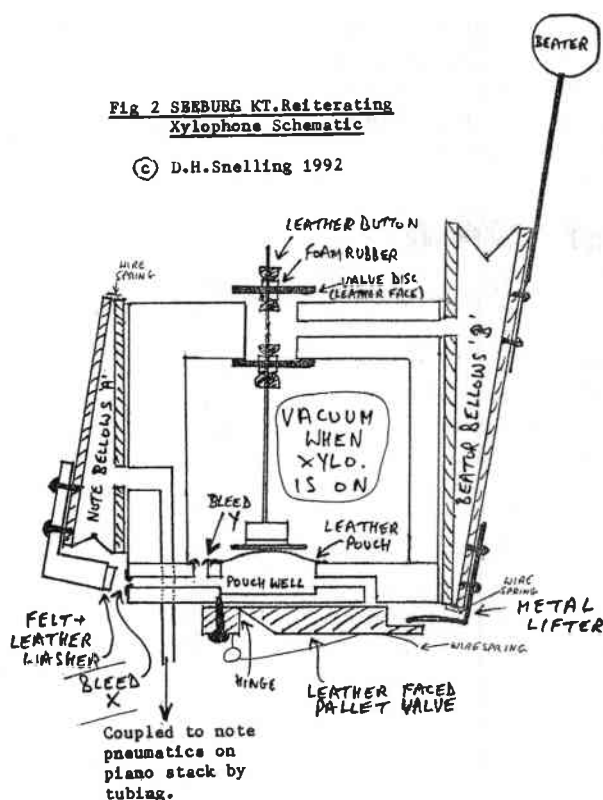 BEATER
Fig 2 SEEBURG KT.Reiterating
Xylophone Schematic
© D.H.Snelling 1992
LEATHER BUTTON
FOAM RUBBER
VALVE DISC
(LEATHER FACE)
WIRE
SPRING
NOTE BELLOWS 'A'
BEATOR BELLOWS 'B'
VACUUM
WHEN
XYLO.
IS ON
BLEED
Y
LEATHER
POUCH
POUCH WELL
WIRE
SPRING
METAL
LIFTER
FELT +
LEATHER
WASHER
BLEED
X
HINGE
LEATHER FACED
PALLET VALVE
WIRE SPRING
Coupled to note
pneumatics on
piano stack by
tubing.